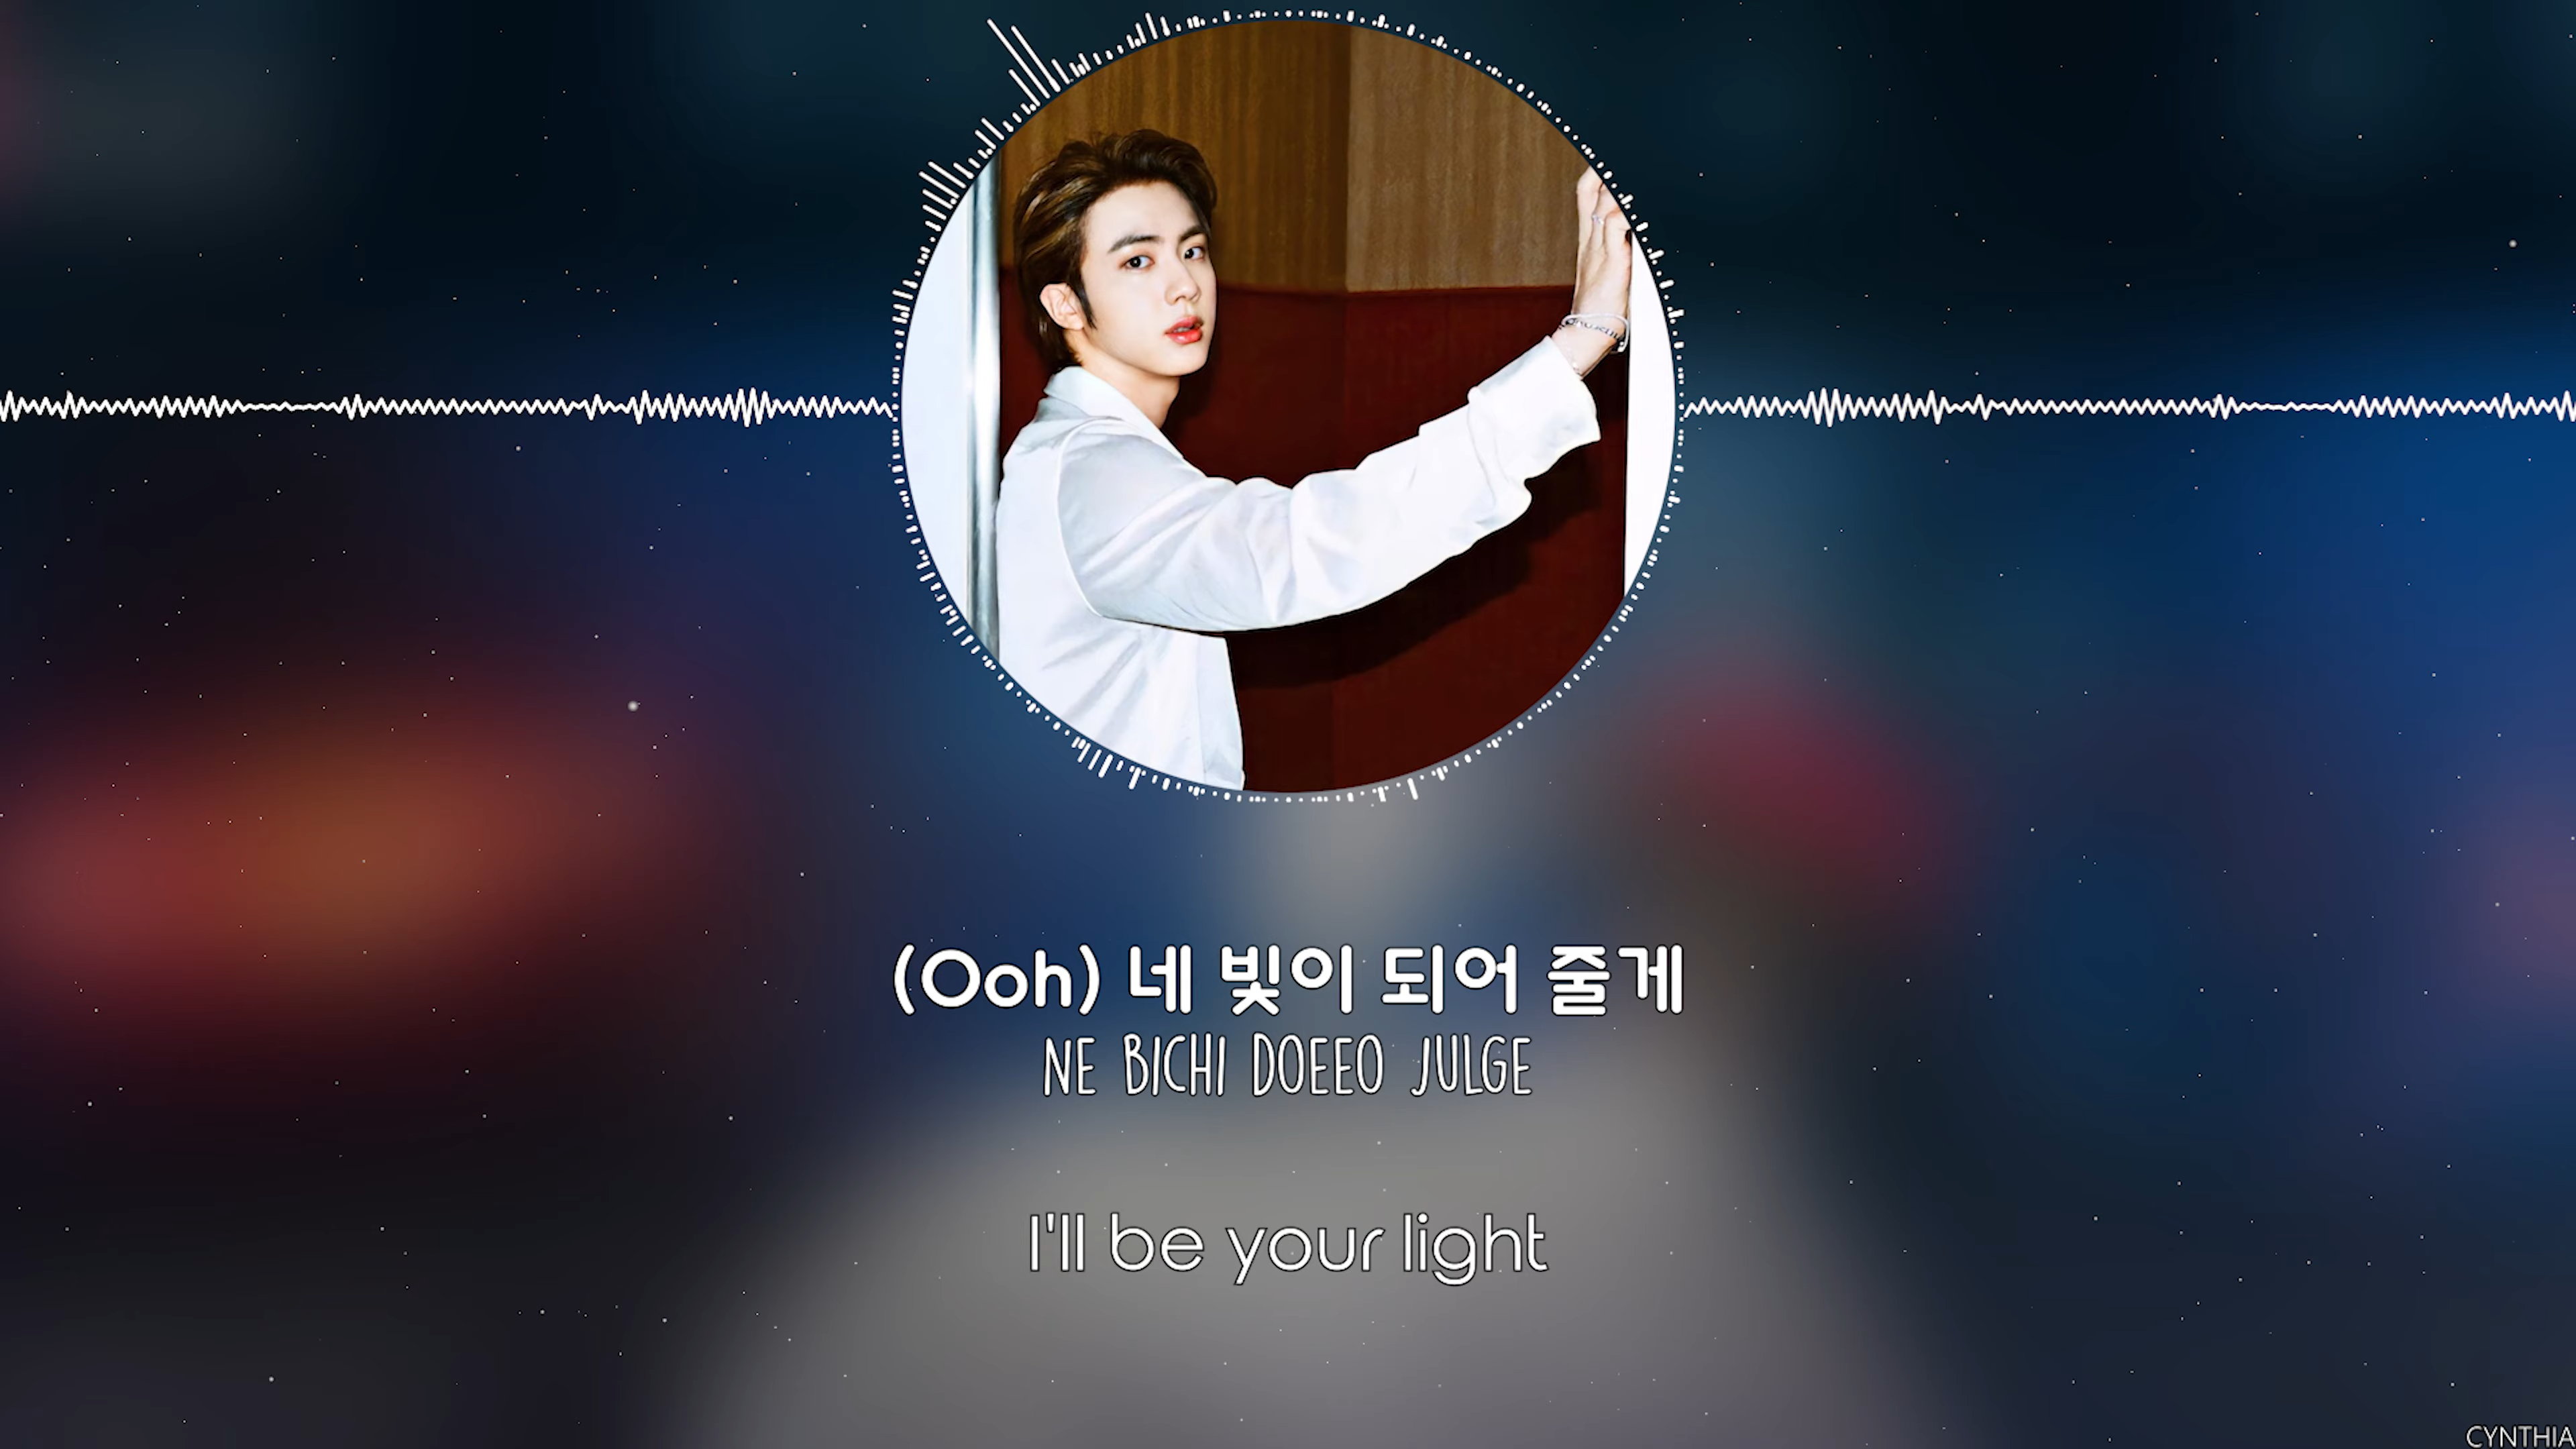 (Ooh) 네 빛이 되어 줄게
NE BICHI DOEEO JULGE
I'll be your light
CYNTHIA